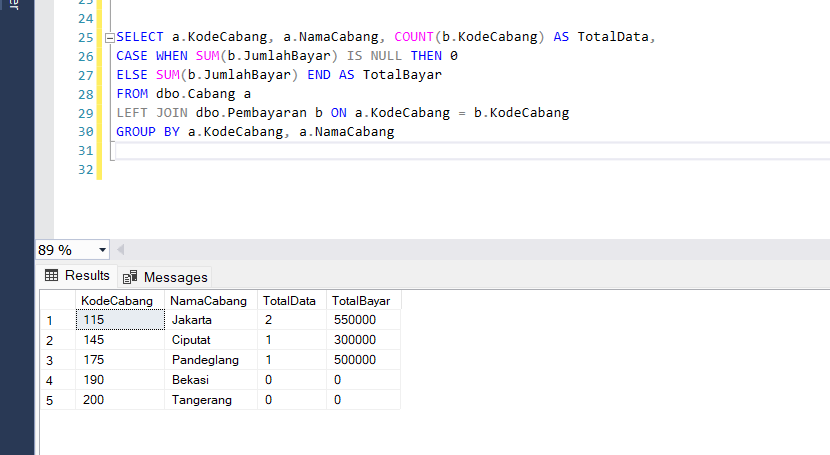 24
25 SELECT a.KodeCabang, a.NamaCabang, COUNT(b.KodeCabang) AS TotalData,
26 CASE WHEN SUM(b.JumlahBayar) IS NULL THEN 0
27 ELSE SUM(b.JumlahBayar) END AS TotalBayar
28 FROM dbo.Cabang a
29 LEFT JOIN dbo.Pembayaran b ON a.KodeCabang = b.KodeCabang
30 GROUP BY a.KodeCabang, a.NamaCabang
31
32
89 %
Results Messages
KodeCabang NamaCabang TotalData TotalBayar
1 115 Jakarta 2 550000
2 145 Ciputat 1 300000
3 175 Pandeglang 1 500000
4 190 Bekasi 0 0
5 200 Tangerang 0 0